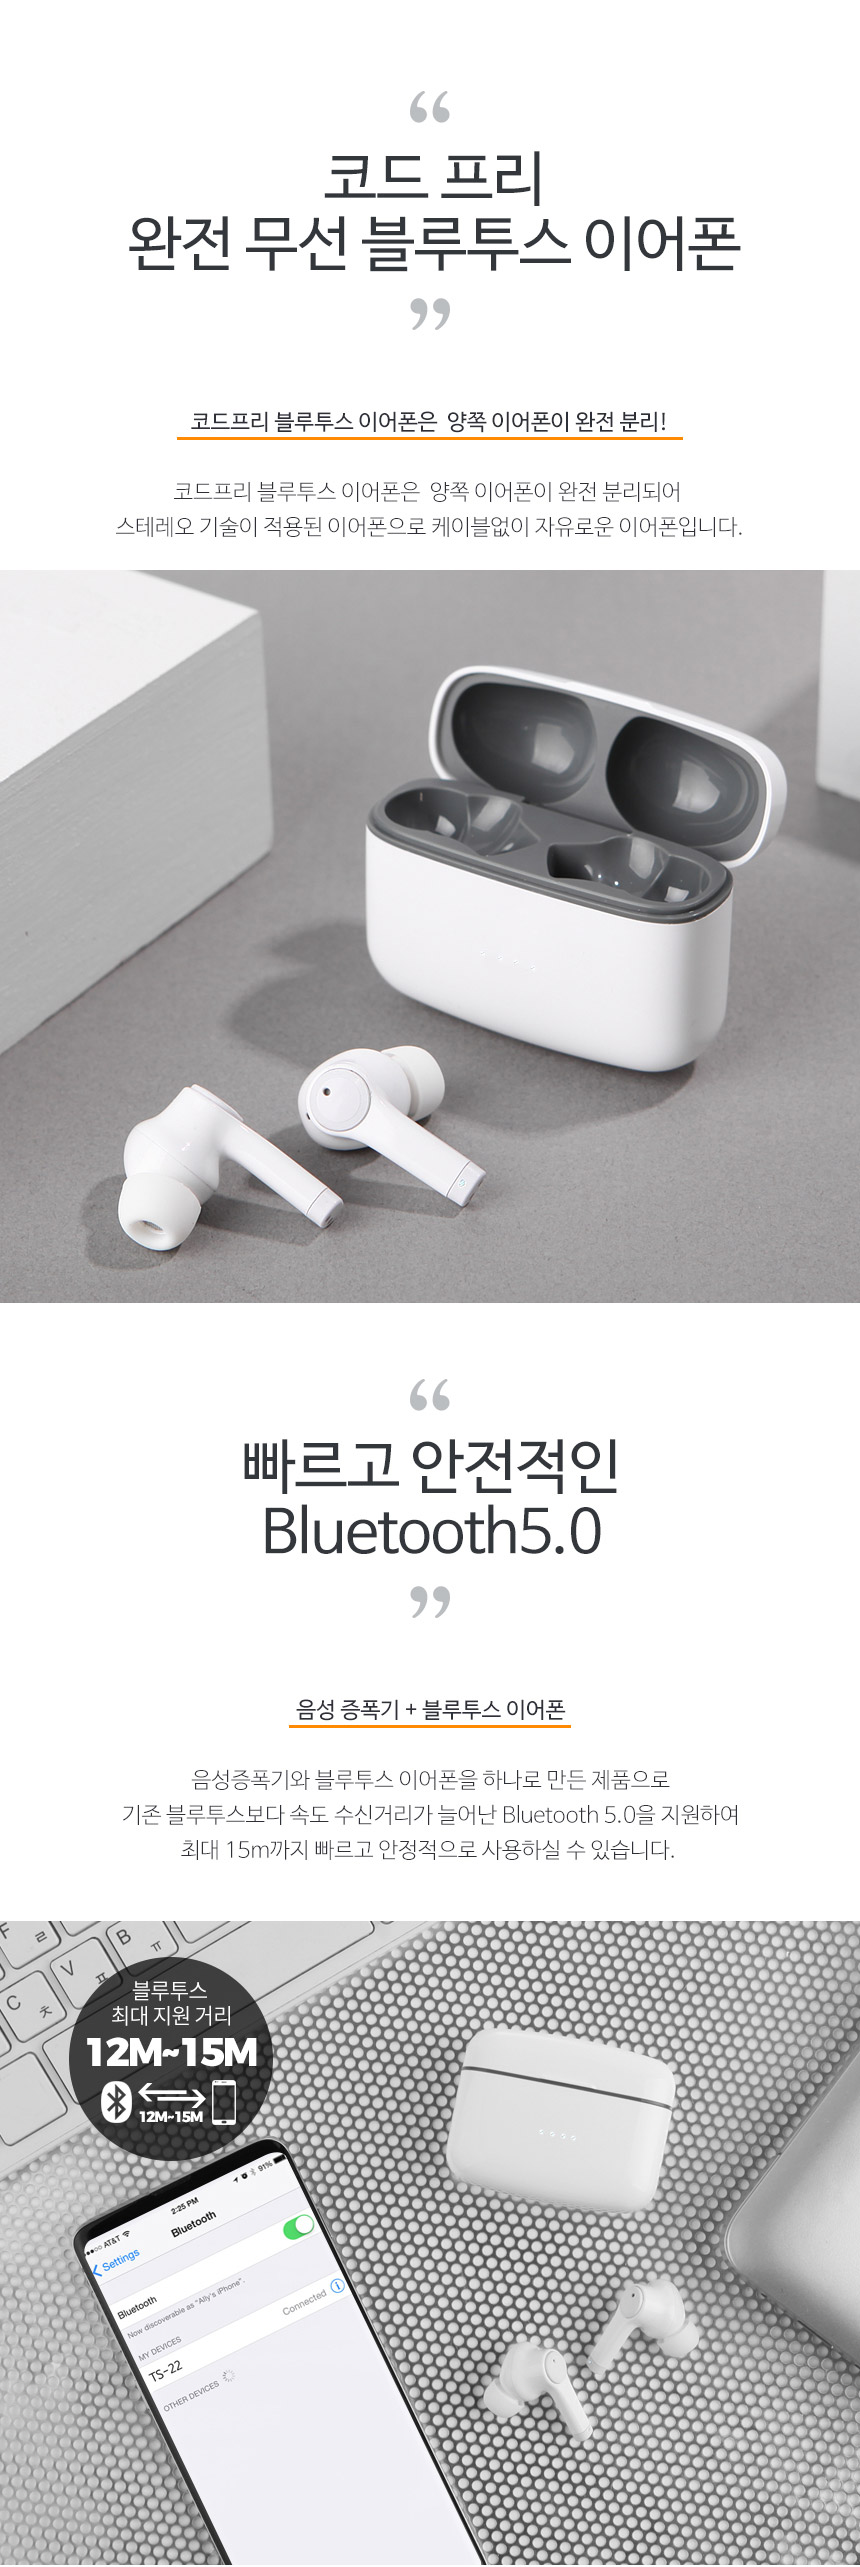 “
코드 프리
완전 무선 블루투스 이어폰
”
코드프리 블루투스 이어폰은 양쪽 이어폰이 완전 분리!
코드프리 블루투스 이어폰은 양쪽 이어폰이 완전 분리되어
스테레오 기술이 적용된 이어폰으로 케이블없이 자유로운 이어폰입니다.
“
빠르고 안전적인
Bluetooth5.0
”
음성 증폭기 + 블루투스 이어폰
음성증폭기와 블루투스 이어폰을 하나로 만든 제품으로
기존 블루투스보다 속도 수신거리가 늘어난 Bluetooth 5.0을 지원하여
최대 15m까지 빠르고 안정적으로 사용하실 수 있습니다.
F ㄹ
B ㅠ
V ㅍ
C ㅊ
블루투스
최대 지원 거리
12M~15M
12M~15M
AT&T 2:25 PM 91%
Settings Bluetooth
Bluetooth
Now discoverable as "Ally's iPhone".
MY DEVICES
TS-22 Connected
OTHER DEVICES